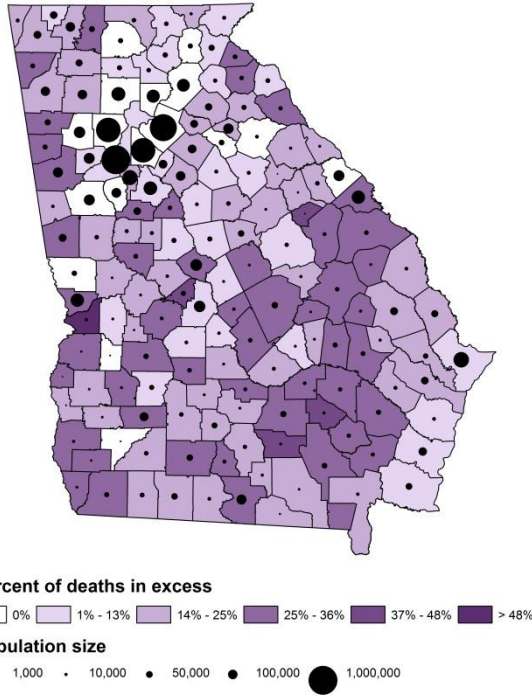 rcent of deaths in excess
0% 1% - 13% 14% - 25% 25% - 36% 37% - 48% > 48%
pulation size
1,000 10,000 50,000 100,000 1,000,000